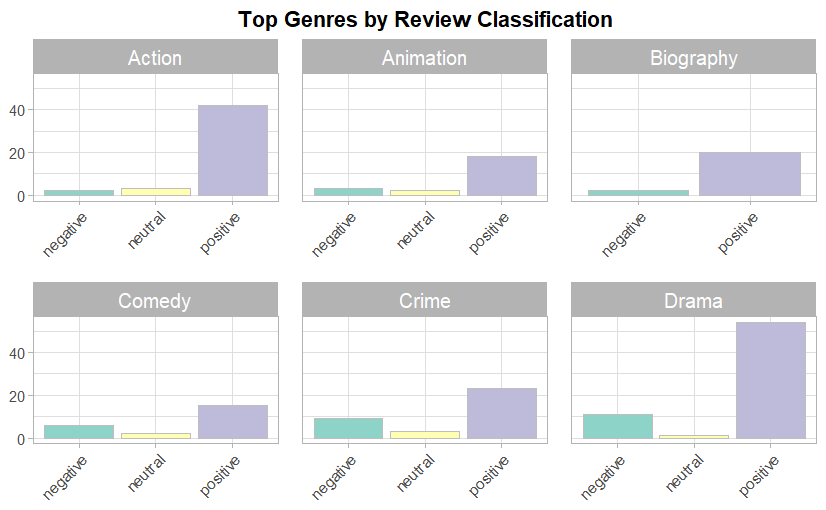 Top Genres by Review Classification
Action Animation Biography
40
20
0
negative neutral positive negative neutral positive negative positive
Comedy Crime Drama
40
20
0
negative neutral positive negative neutral positive negative neutral positive